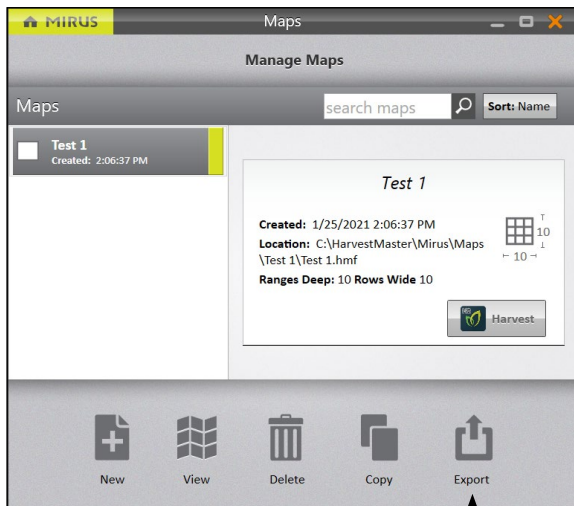 MIRUS
Maps
Manage Maps
Maps
search maps
Sort: Name
Test 1
Created: 2:06:37 PM
Test 1
Created: 1/25/2021 2:06:37 PM
Location: C:\HarvestMaster\Mirus\Maps
\Test 1\Test 1.hmf
Ranges Deep: 10 Rows Wide 10
10
10
Harvest
New
View
Delete
Copy
Export